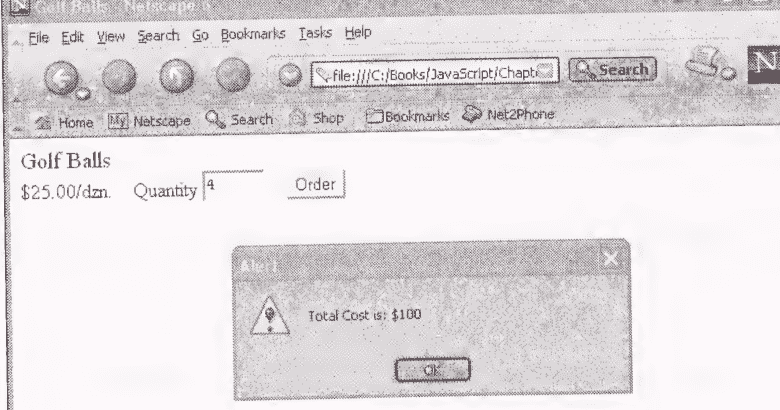 Golf Balls - Netscape 6
File Edit View Search Go Bookmarks Tasks Help
file:///C:/Books/JavaScript/Chapt Search N
Home My Netscape Search Shop Bookmarks Net2Phone
Golf Balls
$25.00/dzn. Quantity 4 Order
Alert
Total Cost is: $100
OK